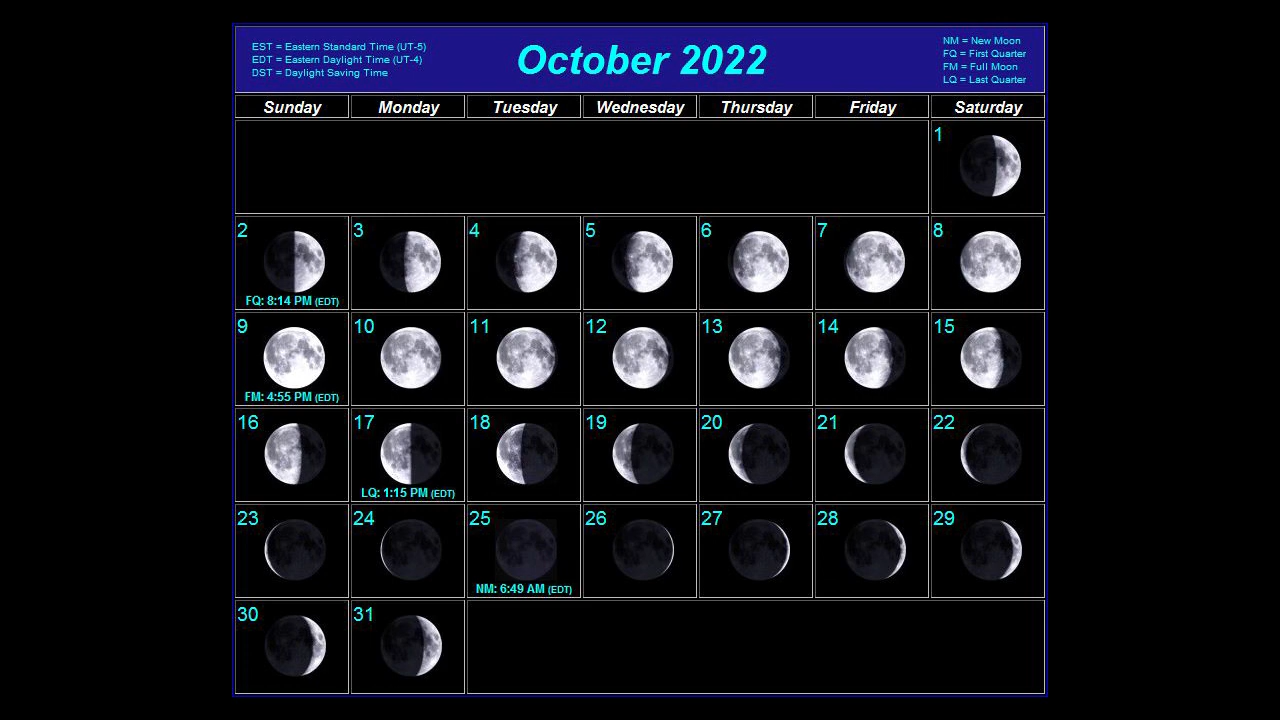 EST = Eastern Standard Time (UT-5)
EDT = Eastern Daylight Time (UT-4)
DST = Daylight Saving Time
October 2022
NM = New Moon
FQ = First Quarter
FM = Full Moon
LQ = Last Quarter
Sunday Monday Tuesday Wednesday Thursday Friday Saturday
1
2 3 4 5 6 7 8
FQ: 8:14 PM (EDT)
9 10 11 12 13 14 15
FM: 4:55 PM (EDT)
16 17 18 19 20 21 22
LQ: 1:15 PM (EDT)
23 24 25 26 27 28 29
NM: 6:49 AM (EDT)
30 31